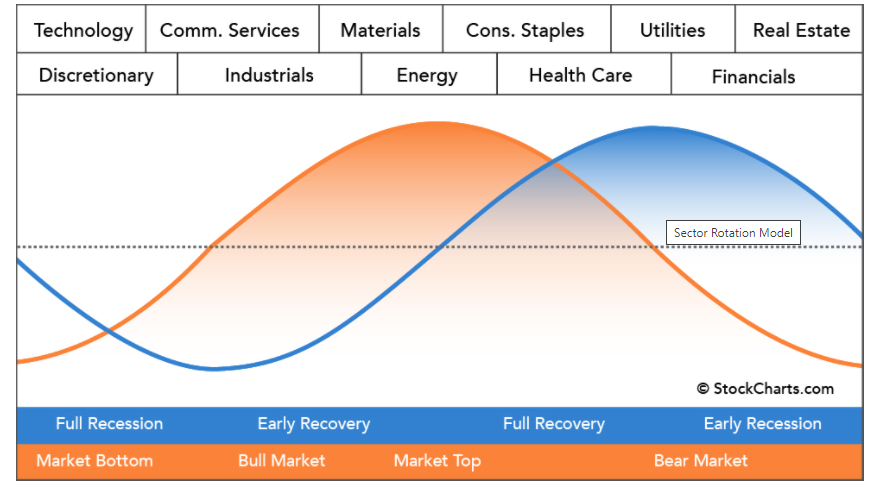 Technology Comm. Services Materials Cons. Staples Utilities Real Estate
Discretionary Industrials Energy Health Care Financials
Sector Rotation Model
© StockCharts.com
Full Recession Early Recovery Full Recovery Early Recession
Market Bottom Bull Market Market Top Bear Market